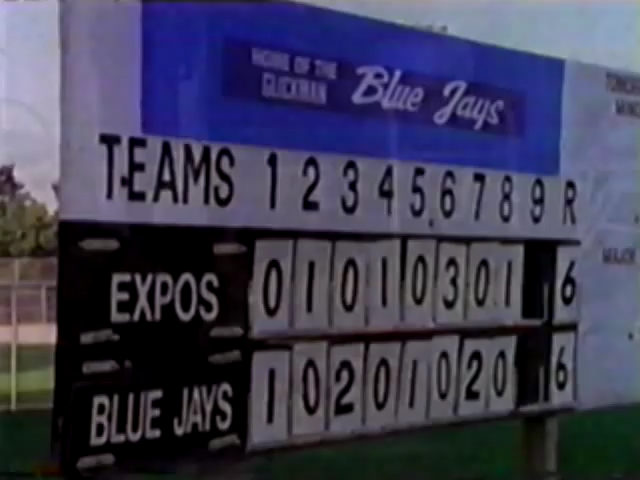 HOME OF THE
GLICKMAN
Blue Jays
TEAMS 1 2 3 4 5 6 7 8 9 R
EXPOS 0 1 0 1 0 3 0 1 6
BLUE JAYS 1 0 2 0 1 0 2 0 6
MAJOR